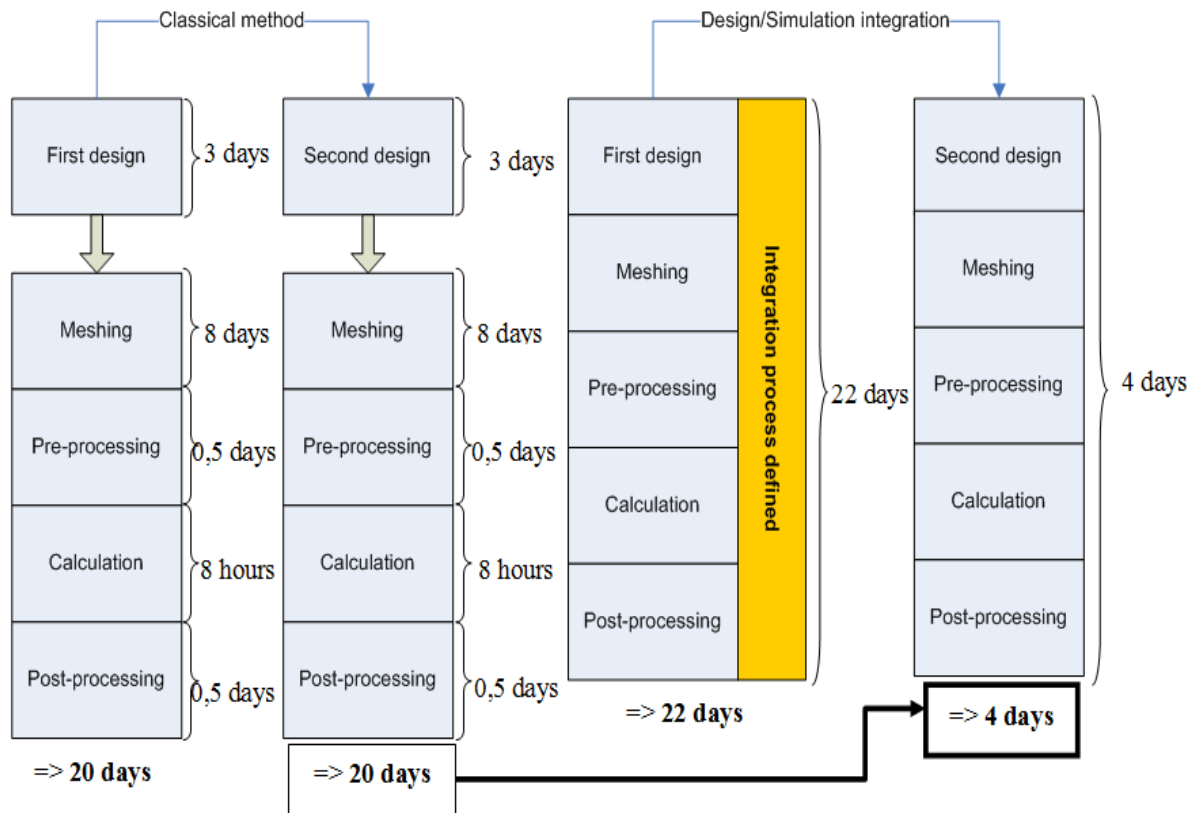 Classical method
First design
3 days
Meshing
8 days
Pre-processing
0,5 days
Calculation
8 hours
Post-processing
0,5 days
=> 20 days
Second design
3 days
Meshing
8 days
Pre-processing
0,5 days
Calculation
8 hours
Post-processing
0,5 days
=> 20 days
Design/Simulation integration
First design
Meshing
Pre-processing
Calculation
Post-processing
Integration process defined
22 days
=> 22 days
Second design
Meshing
Pre-processing
Calculation
Post-processing
4 days
=> 4 days